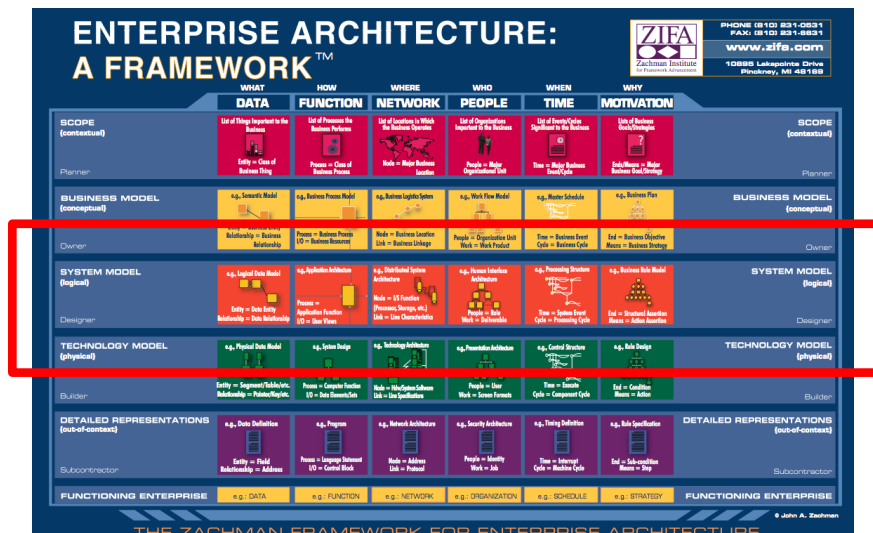 ENTERPRISE ARCHITECTURE:
A FRAMEWORK™
ZIFA
Zachman Institute
for Framework Advancement
PHONE (810) 231-0531
FAX: (810) 231-6631
www.zifa.com
10895 Lakepointe Drive
Pinckney, MI 48169
WHAT HOW WHERE WHO WHEN WHY
DATA FUNCTION NETWORK PEOPLE TIME MOTIVATION
SCOPE
(contextual)
Planner
List of Things Important to the
Business
Entity = Class of
Business Thing
List of Processes the
Business Performs
Process = Class of
Business Process
List of Locations in Which
the Business Operates
Node = Major Business
Location
List of Organizations
Important to the Business
People = Major
Organizational Unit
List of Events/Cycles
Significant to the Business
Time = Major Business
Event/Cycle
Lists of Business
Goals/Strategies
Ends/Means = Major
Business Goal/Strategy
SCOPE
(contextual)
Planner
BUSINESS MODEL
(conceptual)
Owner
e.g., Semantic Model
Relationship = Business
Relationship
e.g., Business Process Model
Process = Business Process
I/O = Business Resources
e.g., Business Logistics System
Node = Business Location
Link = Business Linkage
e.g., Work Flow Model
People = Organization Unit
Work = Work Product
e.g., Master Schedule
Time = Business Event
Cycle = Business Cycle
e.g., Business Plan
End = Business Objective
Means = Business Strategy
BUSINESS MODEL
(conceptual)
Owner
SYSTEM MODEL
(logical)
Designer
e.g., Logical Data Model
Entity = Data Entity
Relationship = Data Relationship
e.g., Application Architecture
Process =
Application Function
I/O = User Views
e.g., Distributed System
Architecture
Node = I/S Function
(Processor, Storage, etc.)
Link = Line Characteristics
e.g., Human Interface
Architecture
People = Role
Work = Deliverable
e.g., Processing Structure
Time = System Event
Cycle = Processing Cycle
e.g., Business Rule Model
End = Structural Assertion
Means = Action Assertion
SYSTEM MODEL
(logical)
Designer
TECHNOLOGY MODEL
(physical)
Builder
e.g., Physical Data Model
Entity = Segment/Table/etc.
Relationship = Pointer/Key/etc.
e.g., System Design
Process = Computer Function
I/O = Data Elements/Sets
e.g., Technology Architecture
Node = Hdw/System Software
Link = Line Specifications
e.g., Presentation Architecture
People = User
Work = Screen Formats
e.g., Control Structure
Time = Execute
Cycle = Component Cycle
e.g., Rule Design
End = Condition
Means = Action
TECHNOLOGY MODEL
(physical)
Builder
DETAILED REPRESENTATIONS
(out-of-context)
Subcontractor
e.g., Data Definition
Entity = Field
Relationship = Address
e.g., Program
Process = Language Statement
I/O = Control Block
e.g., Network Architecture
Node = Address
Link = Protocol
e.g., Security Architecture
People = Identity
Work = Job
e.g., Timing Definition
Time = Interrupt
Cycle = Machine Cycle
e.g., Rule Specification
End = Sub-condition
Means = Step
DETAILED REPRESENTATIONS
(out-of-context)
Subcontractor
FUNCTIONING ENTERPRISE
e.g.: DATA
e.g.: FUNCTION
e.g.: NETWORK
e.g.: ORGANIZATION
e.g.: SCHEDULE
e.g.: STRATEGY
FUNCTIONING ENTERPRISE
© John A. Zachman
THE ZACHMAN FRAMEWORK FOR ENTERPRISE ARCHITECTURE